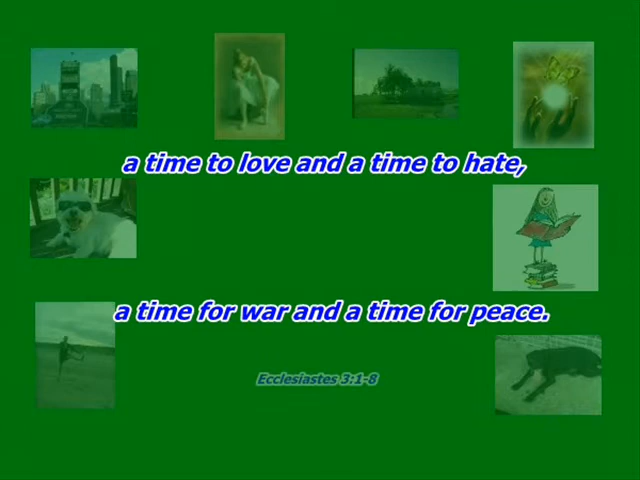 a time to love and a time to hate,
a time for war and a time for peace.
Ecclesiastes 3:1-8